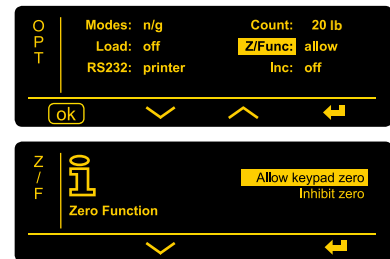 OPT
Modes: n/g Count: 20 lb
Load: off Z/Func: allow
RS232: printer Inc: off
ok
Z/F
Allow keypad zero
Inhibit zero
Zero Function